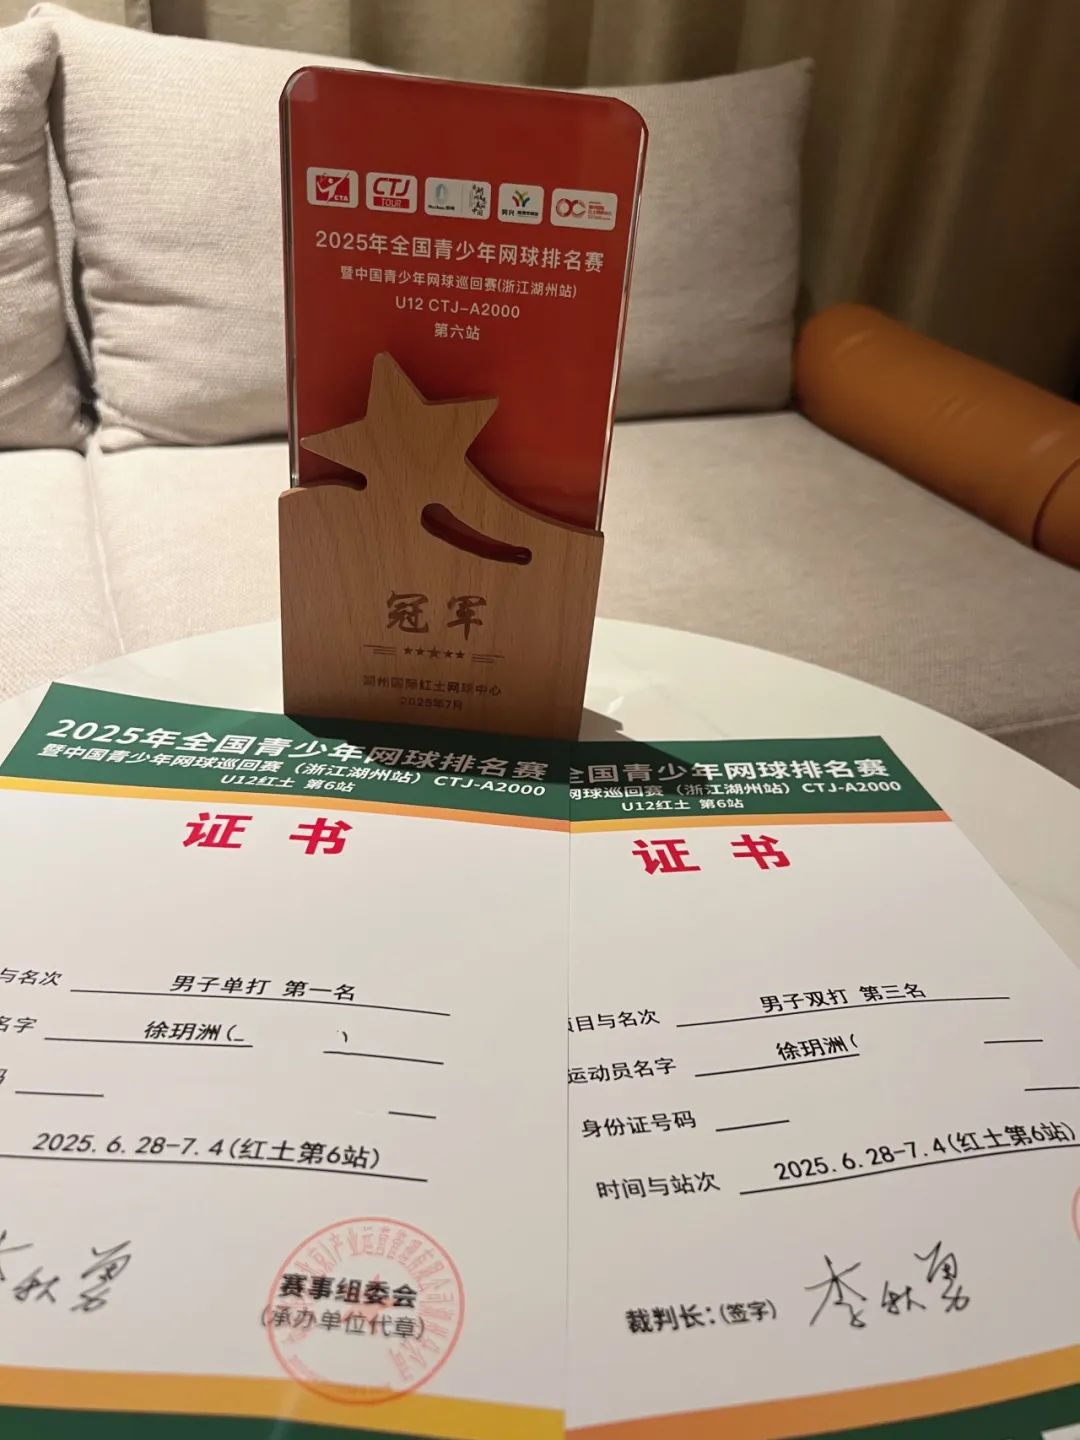 CTA
CTJ
TOUR
2025年全国青少年网球排名赛
暨中国青少年网球巡回赛(浙江湖州站)
U12 CTJ-A2000
第六站
冠军
湖州国际红土网球中心
2025年7月
2025年全国青少年网球排名赛
暨中国青少年网球巡回赛（浙江湖州站）CTJ-A2000
U12红土 第6站
证书
与名次 男子单打 第一名
名字 徐玥洲(
2025.6.28-7.4(红土第6站)
李秋勇
赛事组委会
(承办单位代章)
全国青少年网球排名赛
网球巡回赛（浙江湖州站）CTJ-A2000
U12红土 第6站
证书
项目与名次 男子双打 第三名
运动员名字 徐玥洲(
身份证号码
时间与站次 2025.6.28-7.4(红土第6站)
裁判长：(签字) 李秋勇